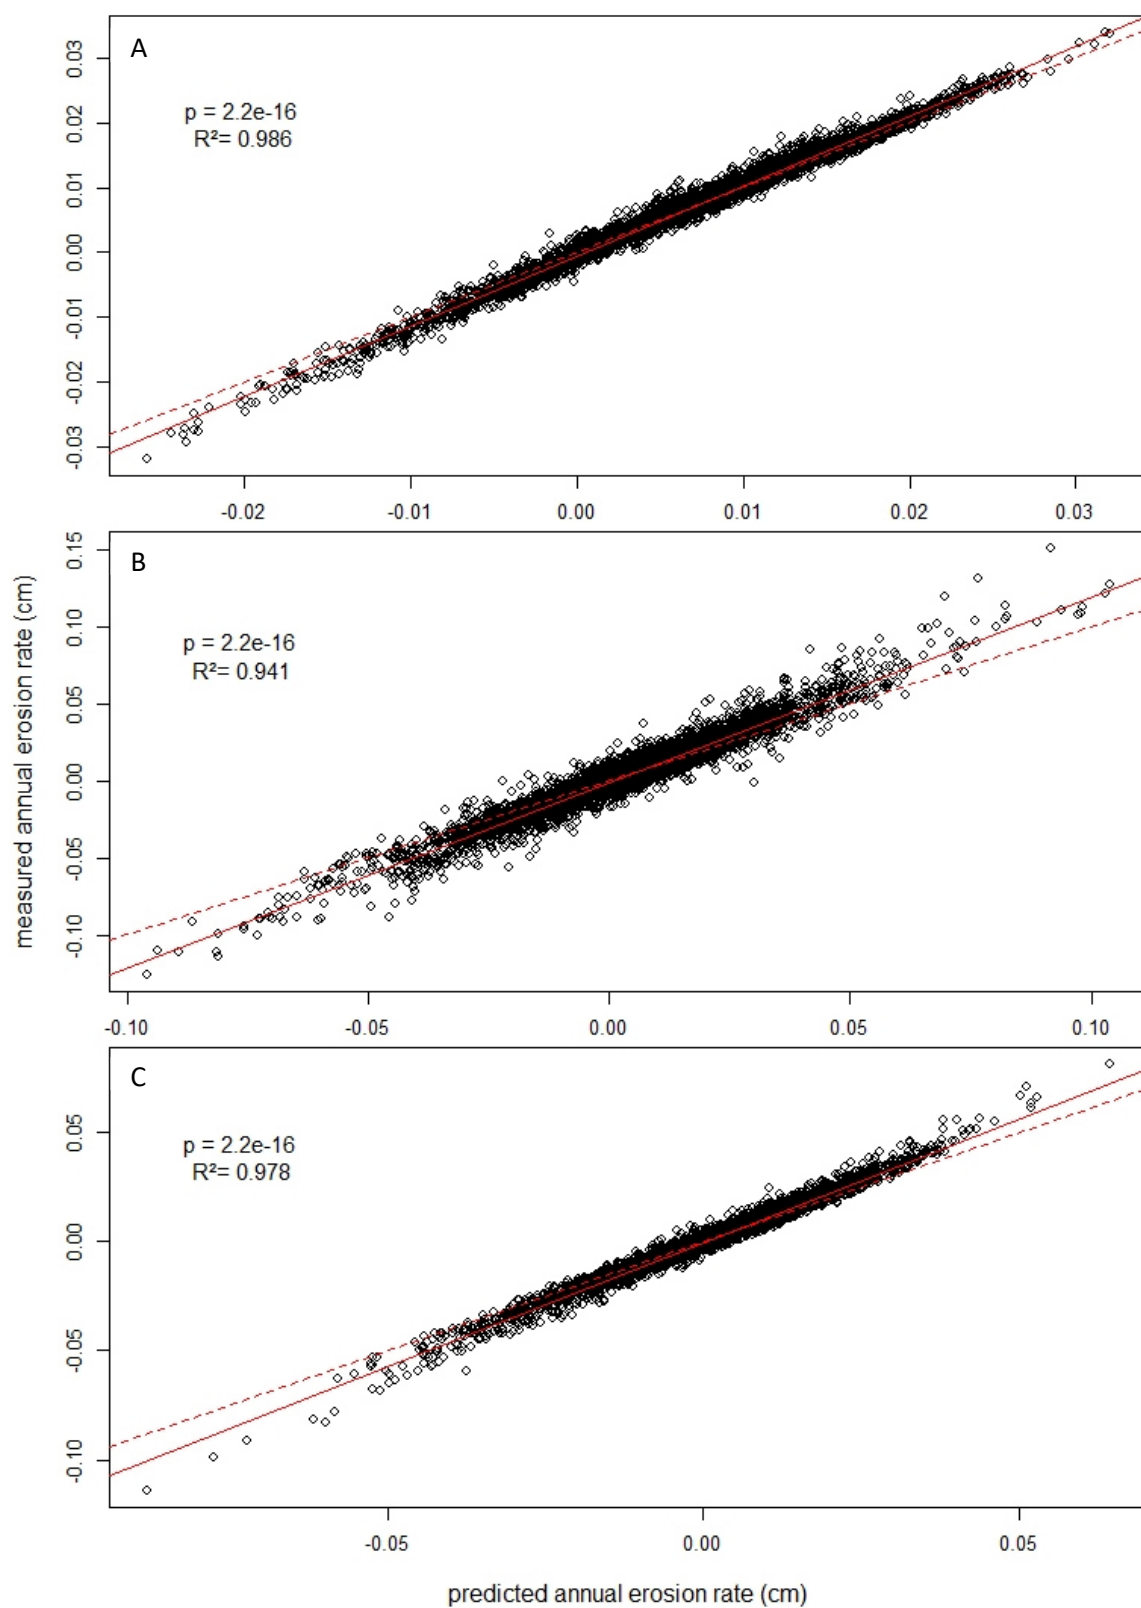 A
p = 2.2e-16
R²= 0.986
0.03
0.02
0.01
0.00
-0.01
-0.02
-0.03
-0.02 -0.01 0.00 0.01 0.02 0.03
B
p = 2.2e-16
R²= 0.941
0.15
0.10
0.05
0.00
-0.05
-0.10
-0.10 -0.05 0.00 0.05 0.10
measured annual erosion rate (cm)
C
p = 2.2e-16
R²= 0.978
0.05
0.00
-0.05
-0.10
-0.05 0.00 0.05
predicted annual erosion rate (cm)